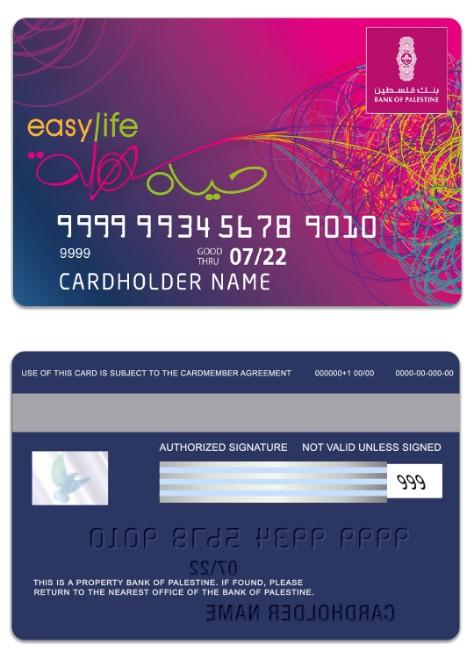 بنك فلسطين
BANK OF PALESTINE
easy/life
حياه سهلة
9999 9934 5678 9010
9999 GOOD THRU 07/22
CARDHOLDER NAME
USE OF THIS CARD IS SUBJECT TO THE CARDMEMBER AGREEMENT 000000+1 00/00 0000-00-000-00
AUTHORIZED SIGNATURE NOT VALID UNLESS SIGNED
999
9999 9934 5678 9010
07/22
THIS IS A PROPERTY BANK OF PALESTINE. IF FOUND, PLEASE
RETURN TO THE NEAREST OFFICE OF THE BANK OF PALESTINE.
CARDHOLDER NAME